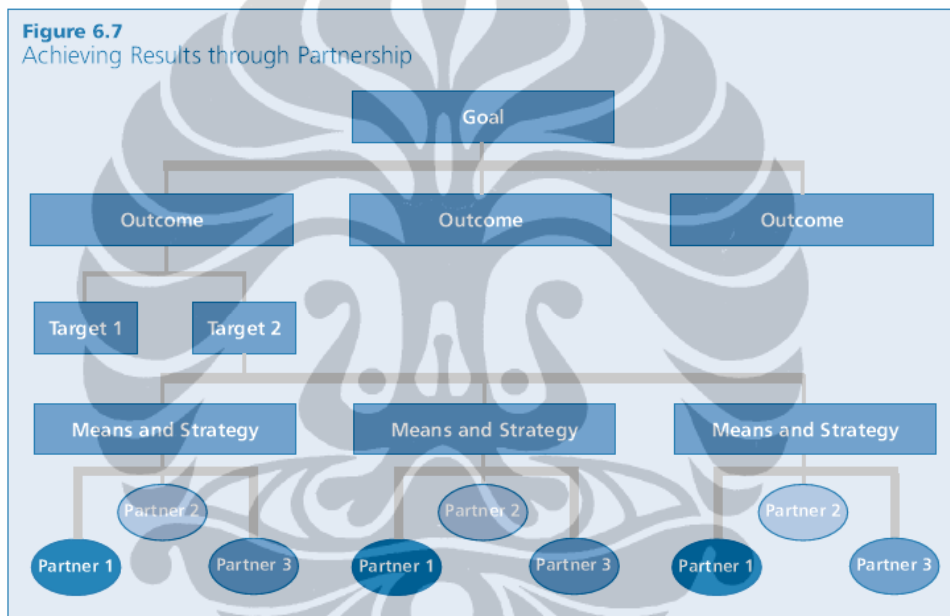 Figure 6.7
Achieving Results through Partnership
Goal
Outcome
Outcome
Outcome
Target 1
Target 2
Means and Strategy
Means and Strategy
Means and Strategy
Partner 2
Partner 2
Partner 2
Partner 1
Partner 3
Partner 1
Partner 3
Partner 1
Partner 3